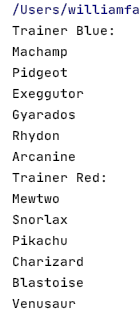 /Users/williamfa
Trainer Blue:
Machamp
Pidgeot
Exeggutor
Gyarados
Rhydon
Arcanine
Trainer Red:
Mewtwo
Snorlax
Pikachu
Charizard
Blastoise
Venusaur